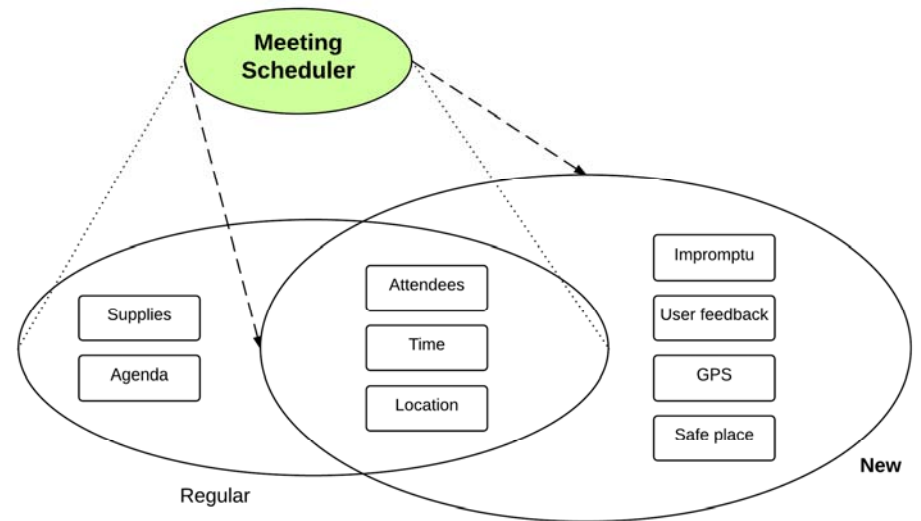 Meeting
Scheduler
Supplies
Agenda
Attendees
Time
Location
Impromptu
User feedback
GPS
Safe place
Regular
New